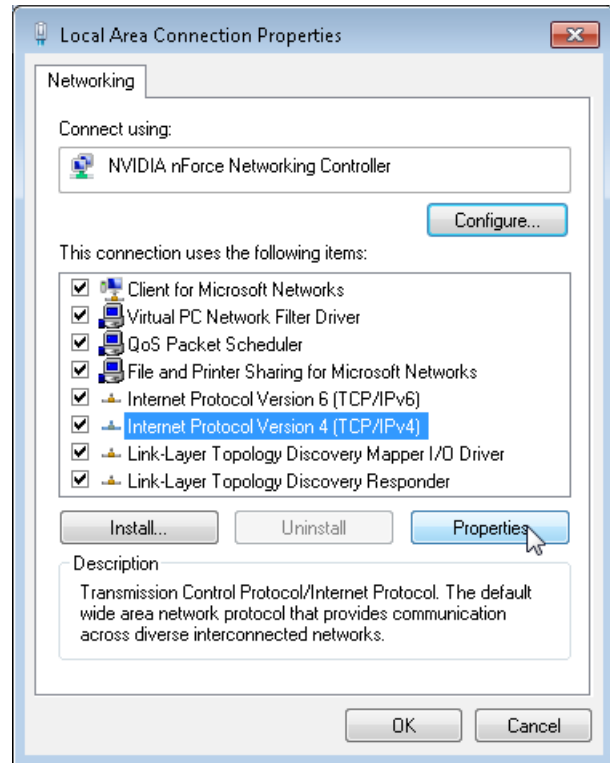 Local Area Connection Properties
Networking
Connect using:
NVIDIA nForce Networking Controller
Configure...
This connection uses the following items:
Client for Microsoft Networks
Virtual PC Network Filter Driver
QoS Packet Scheduler
File and Printer Sharing for Microsoft Networks
Internet Protocol Version 6 (TCP/IPv6)
Internet Protocol Version 4 (TCP/IPv4)
Link-Layer Topology Discovery Mapper I/O Driver
Link-Layer Topology Discovery Responder
Install... Uninstall Properties
Description
Transmission Control Protocol/Internet Protocol. The default
wide area network protocol that provides communication
across diverse interconnected networks.
OK Cancel